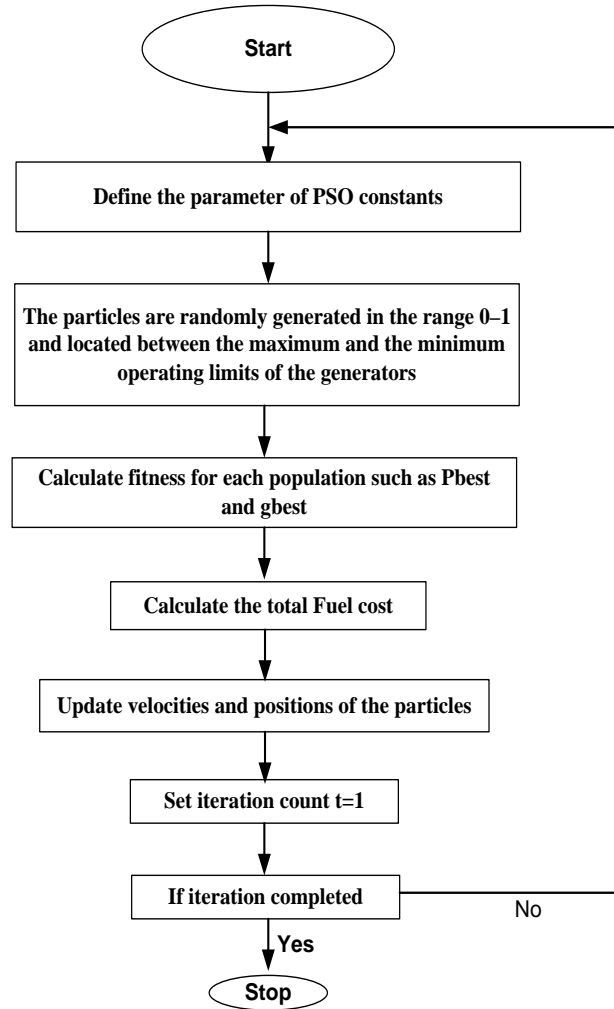 Start
Define the parameter of PSO constants
The particles are randomly generated in the range 0–1
and located between the maximum and the minimum
operating limits of the generators
Calculate fitness for each population such as Pbest
and gbest
Calculate the total Fuel cost
Update velocities and positions of the particles
Set iteration count t=1
If iteration completed
No
Yes
Stop